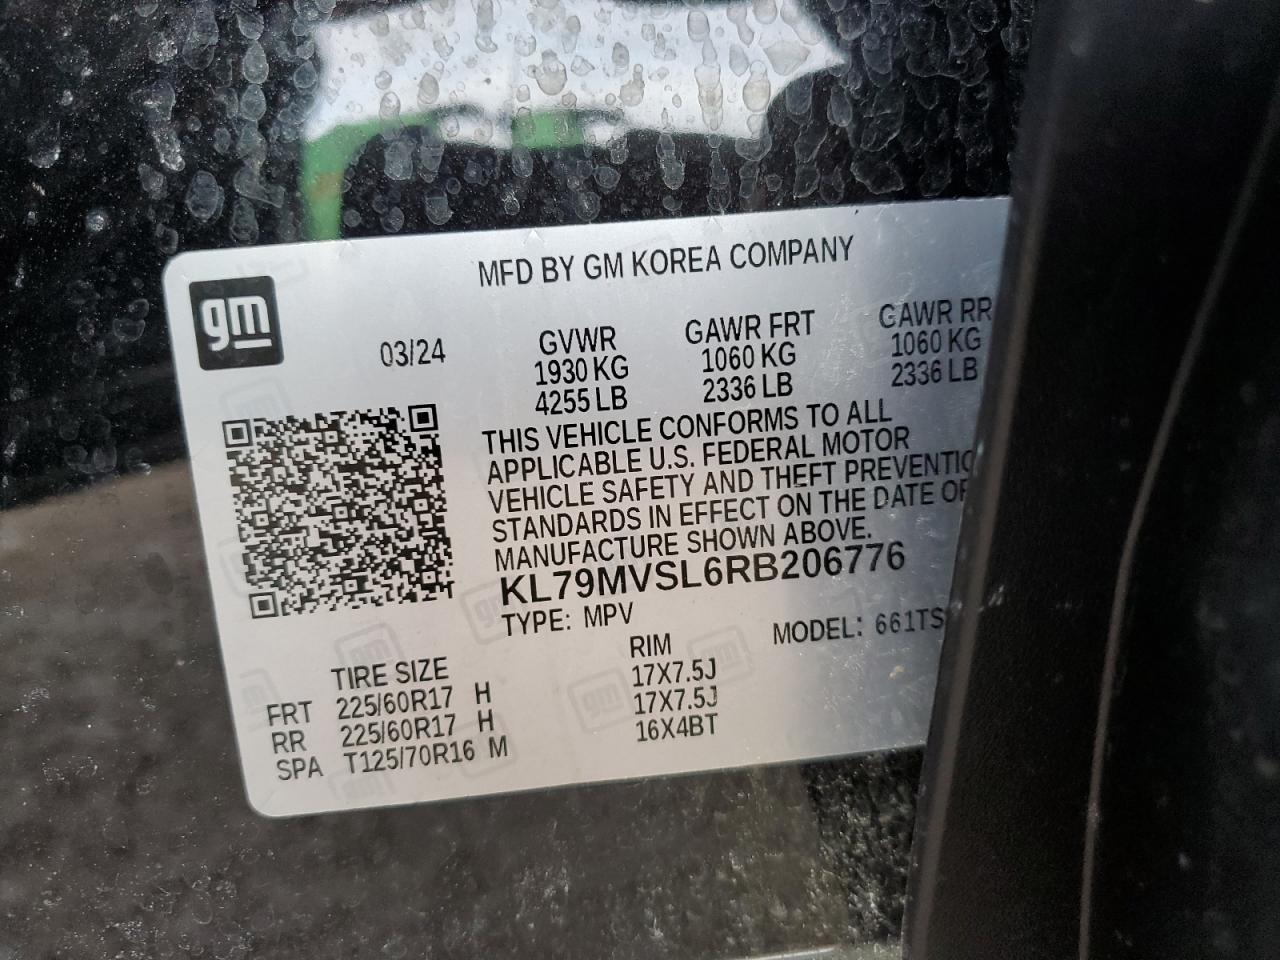 MFD BY GM KOREA COMPANY
gm
03/24
GVWR GAWR FRT GAWR RR
1930 KG 1060 KG 1060 KG
4255 LB 2336 LB 2336 LB
THIS VEHICLE CONFORMS TO ALL
APPLICABLE U.S. FEDERAL MOTOR
VEHICLE SAFETY AND THEFT PREVENTIO
STANDARDS IN EFFECT ON THE DATE OF
MANUFACTURE SHOWN ABOVE.
KL79MVSL6RB206776
TYPE: MPV MODEL: 661TS
TIRE SIZE RIM
FRT 225/60R17 H 17X7.5J
RR 225/60R17 H 17X7.5J
SPA T125/70R16 M 16X4BT